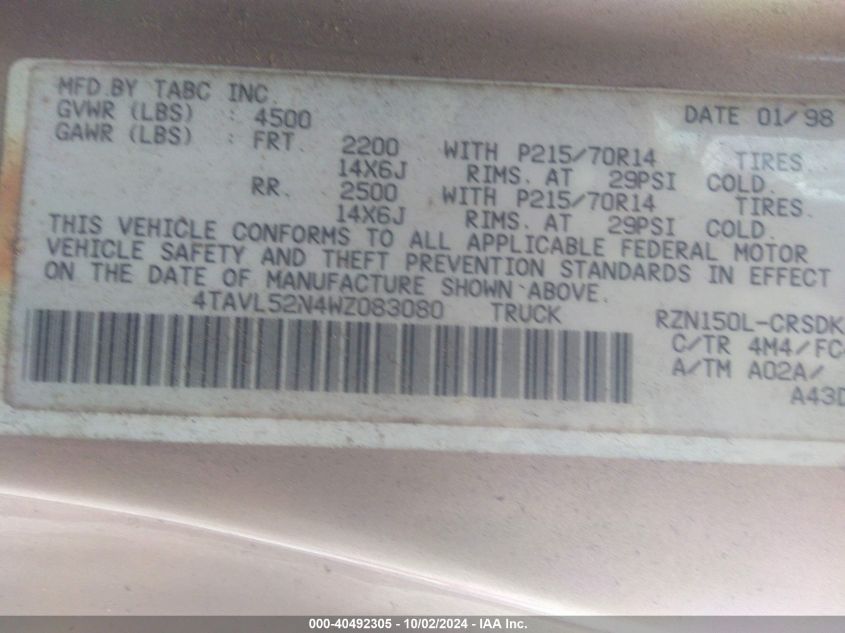 MFD.BY TABC INC.
DATE 01/98
GVWR (LBS) : 4500
GAWR (LBS) : FRT. 2200 WITH P215/70R14 TIRES
14X6J RIMS. AT 29PSI COLD.
RR. 2500 WITH P215/70R14 TIRES.
14X6J RIMS. AT 29PSI COLD.
THIS VEHICLE CONFORMS TO ALL APPLICABLE FEDERAL MOTOR
VEHICLE SAFETY AND THEFT PREVENTION STANDARDS IN EFFECT
ON THE DATE OF MANUFACTURE SHOWN ABOVE.
4TAVL52N4WZ083080 TRUCK RZN150L-CRSDK
C/TR 4M4/FC
A/TM A02A/
A43D
000-40492305 - 10/02/2024 - IAA Inc.